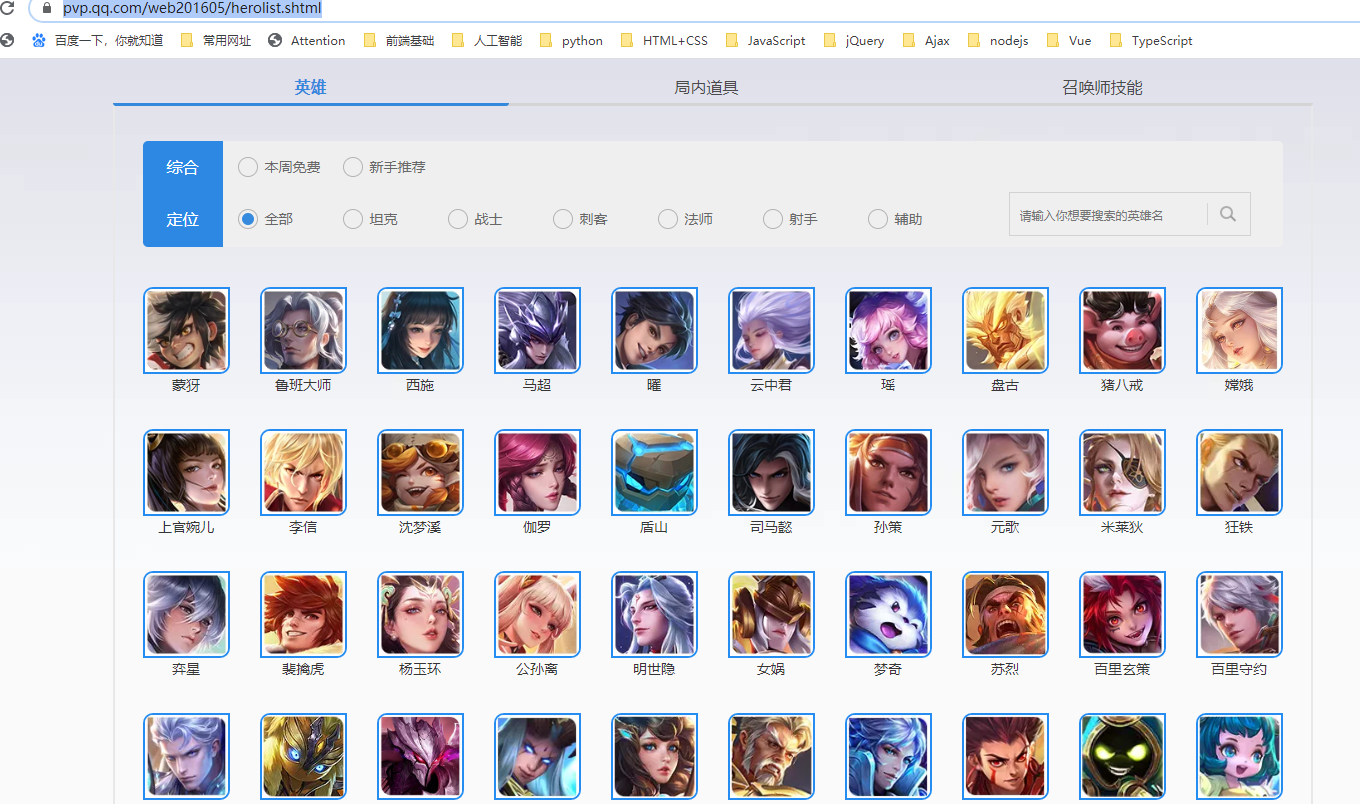 pvp.qq.com/web201605/herolist.shtml
百度一下，你就知道 常用网址 Attention 前端基础 人工智能 python HTML+CSS JavaScript jQuery Ajax nodejs Vue TypeScript
英雄 局内道具 召唤师技能
综合 本周免费 新手推荐
定位 全部 坦克 战士 刺客 法师 射手 辅助 请输入你想要搜索的英雄名
蒙犽 鲁班大师 西施 马超 曜 云中君 瑶 盘古 猪八戒 嫦娥
上官婉儿 李信 沈梦溪 伽罗 盾山 司马懿 孙策 元歌 米莱狄 狂铁
弈星 裴擒虎 杨玉环 公孙离 明世隐 女娲 梦奇 苏烈 百里玄策 百里守约